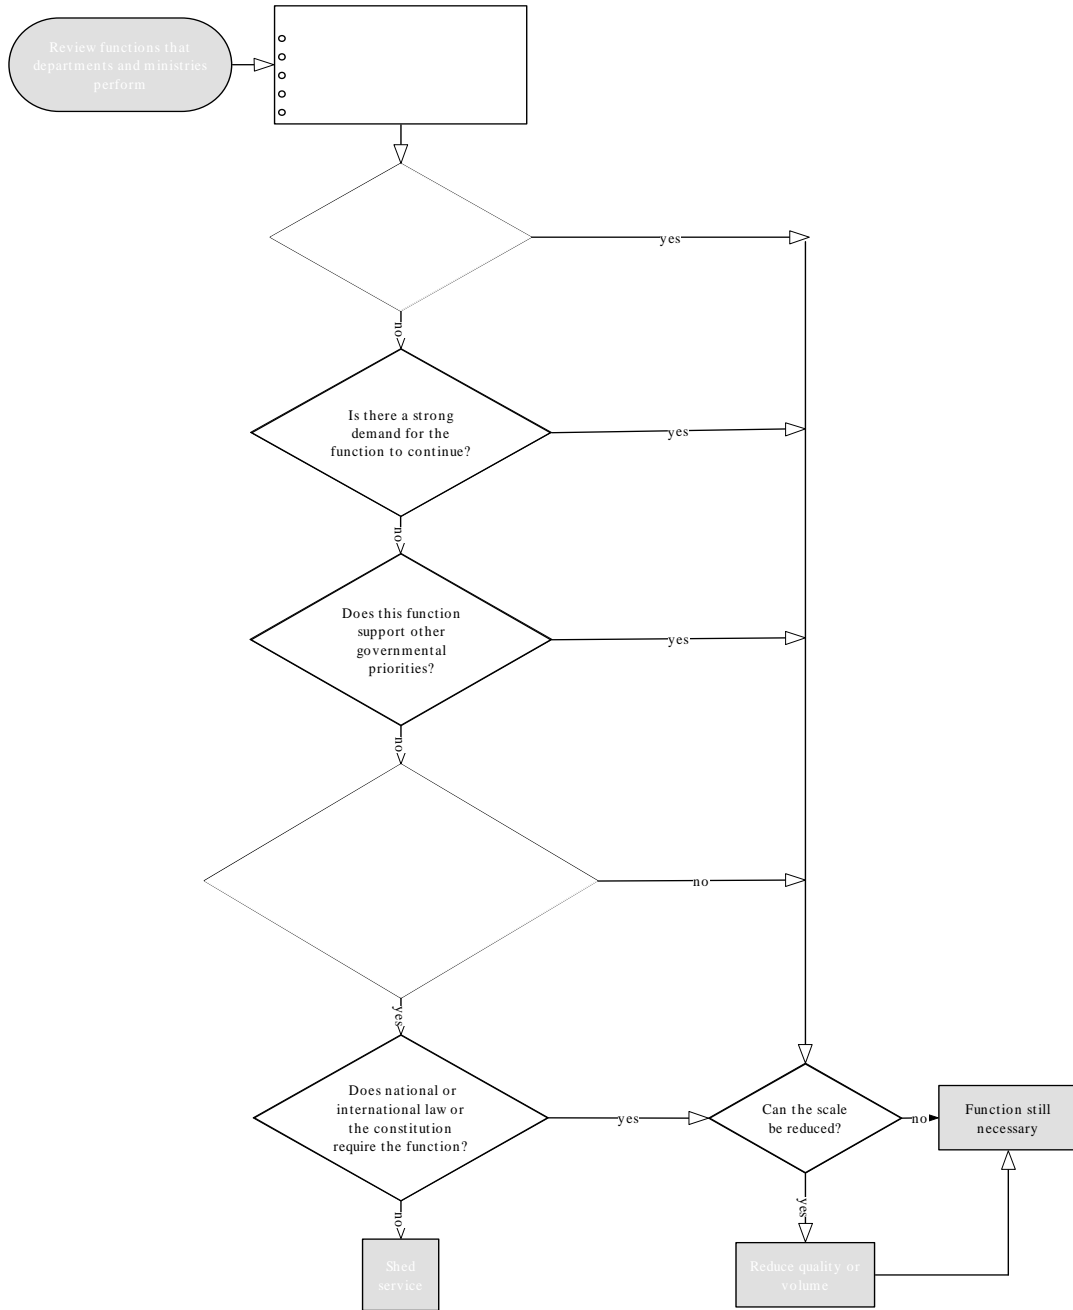 Review functions that
departments and ministries
perform
yes
no
Is there a strong
demand for the
function to continue?
yes
no
Does this function
support other
governmental
priorities?
yes
no
no
yes
Does national or
international law or
the constitution
require the function?
yes
Can the scale
be reduced?
no
Function still
necessary
no
yes
Shed
service
Reduce quality or
volume